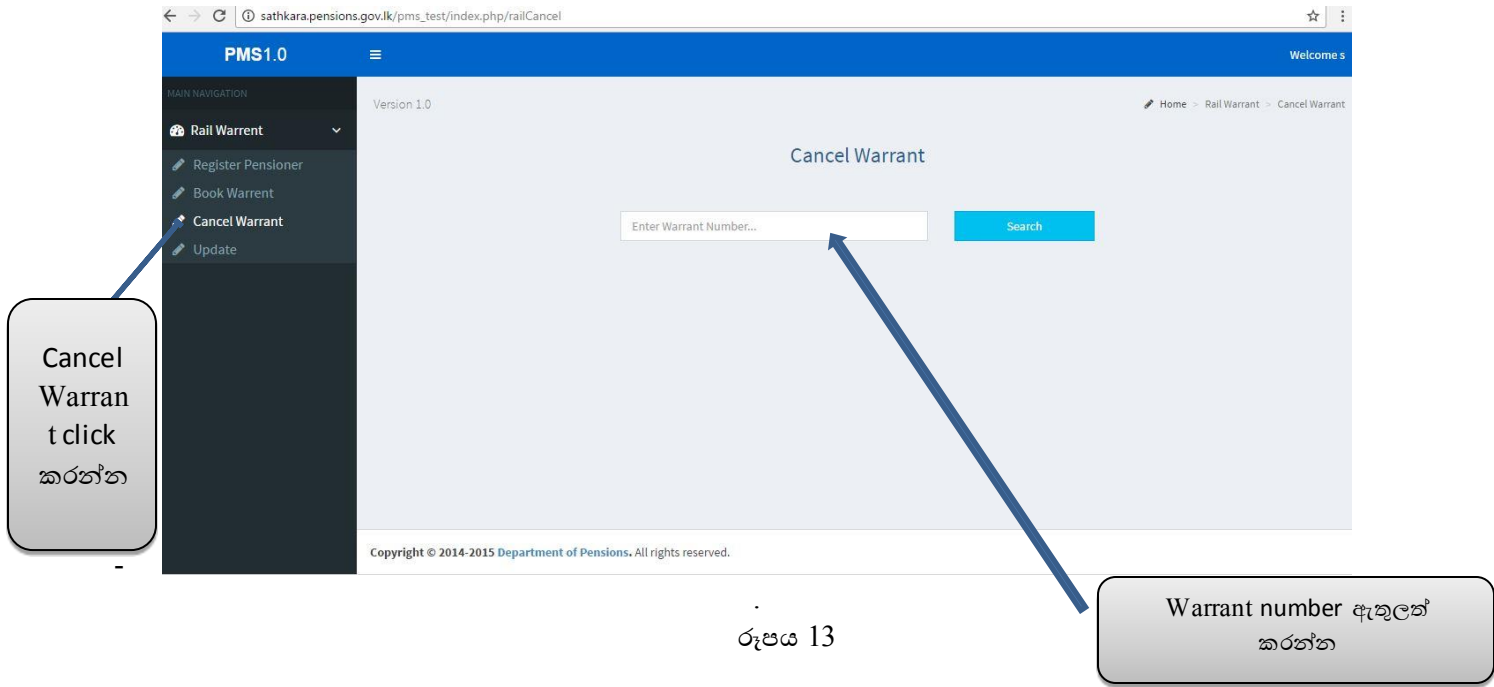 sathkara.pensions.gov.lk/pms_test/index.php/railCancel
PMS1.0
Welcome s
MAIN NAVIGATION
Version 1.0
Home > Rail Warrant > Cancel Warrant
Rail Warrent
Cancel Warrant
Register Pensioner
Book Warrent
Cancel Warrant
Enter Warrant Number...
Search
Update
Cancel
Warran
t click
කරන්න
Copyright © 2014-2015 Department of Pensions. All rights reserved.
-
.
රූපය 13
Warrant number ඇතුලත්
කරන්න